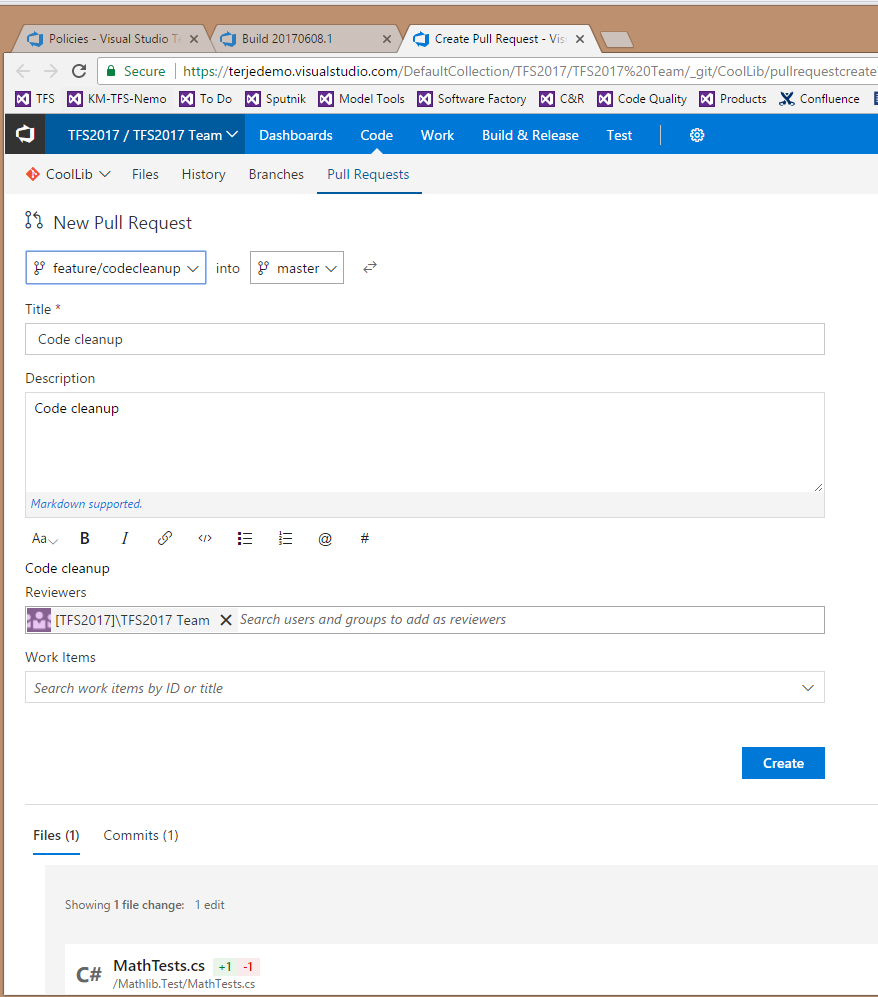 Policies - Visual Studio Te
Build 20170608.1
Create Pull Request - Vis
Secure
https://terjedemo.visualstudio.com/DefaultCollection/TFS2017/TFS2017%20Team/_git/CoolLib/pullrequestcreate
TFS KM-TFS-Nemo To Do Sputnik Model Tools Software Factory C&R Code Quality Products Confluence
TFS2017 / TFS2017 Team Dashboards Code Work Build & Release Test
CoolLib Files History Branches Pull Requests
New Pull Request
feature/codecleanup into master
Title *
Code cleanup
Description
Code cleanup
Markdown supported.
Aa B I </> @ #
Code cleanup
Reviewers
[TFS2017]\TFS2017 Team Search users and groups to add as reviewers
Work Items
Search work items by ID or title
Create
Files (1) Commits (1)
Showing 1 file change: 1 edit
C# MathTests.cs +1 -1
/Mathlib.Test/MathTests.cs